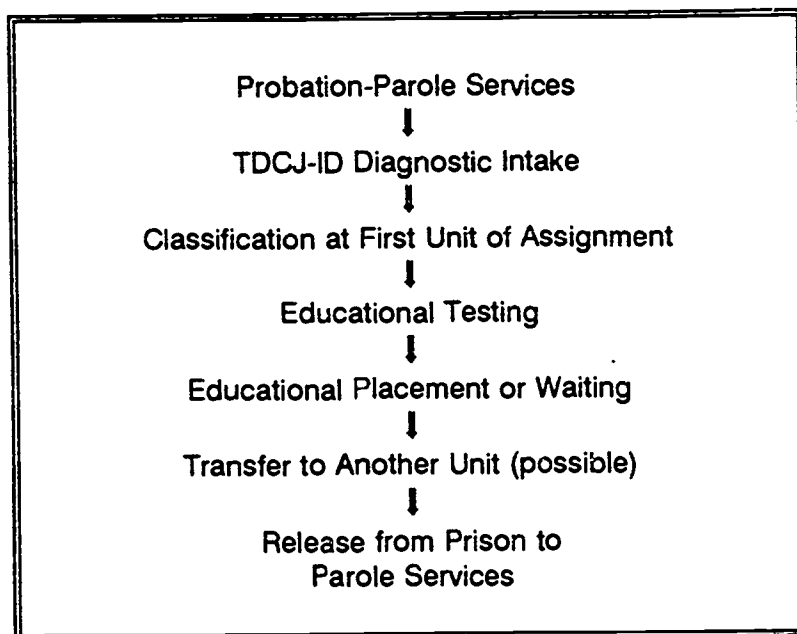 Probation-Parole Services
TDCJ-ID Diagnostic Intake
Classification at First Unit of Assignment
Educational Testing
Educational Placement or Waiting
Transfer to Another Unit (possible)
Release from Prison to
Parole Services